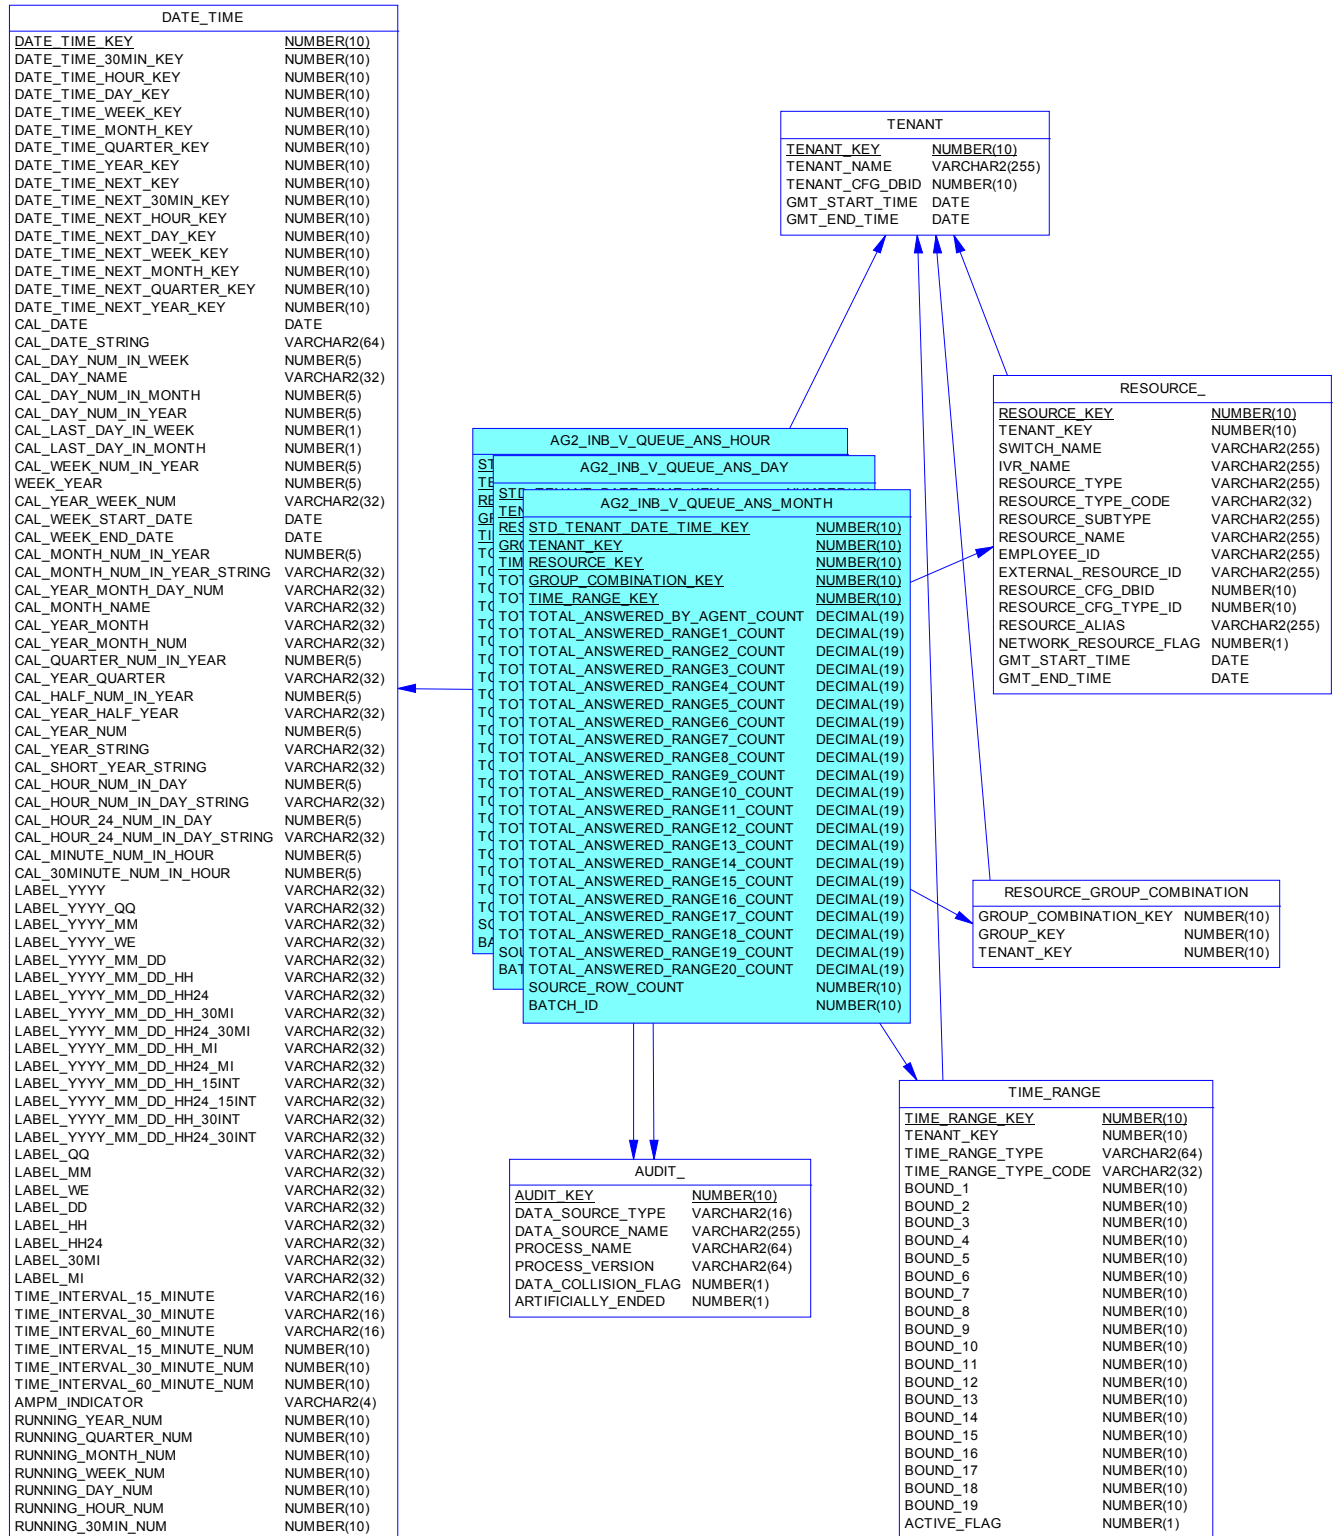 DATE_TIME
DATE_TIME_KEY NUMBER(10)
DATE_TIME_30MIN_KEY NUMBER(10)
DATE_TIME_HOUR_KEY NUMBER(10)
DATE_TIME_DAY_KEY NUMBER(10)
DATE_TIME_WEEK_KEY NUMBER(10)
DATE_TIME_MONTH_KEY NUMBER(10)
DATE_TIME_QUARTER_KEY NUMBER(10)
DATE_TIME_YEAR_KEY NUMBER(10)
DATE_TIME_NEXT_KEY NUMBER(10)
DATE_TIME_NEXT_30MIN_KEY NUMBER(10)
DATE_TIME_NEXT_HOUR_KEY NUMBER(10)
DATE_TIME_NEXT_DAY_KEY NUMBER(10)
DATE_TIME_NEXT_WEEK_KEY NUMBER(10)
DATE_TIME_NEXT_MONTH_KEY NUMBER(10)
DATE_TIME_NEXT_QUARTER_KEY NUMBER(10)
DATE_TIME_NEXT_YEAR_KEY NUMBER(10)
CAL_DATE DATE
CAL_DATE_STRING VARCHAR2(64)
CAL_DAY_NUM_IN_WEEK NUMBER(5)
CAL_DAY_NAME VARCHAR2(32)
CAL_DAY_NUM_IN_MONTH NUMBER(5)
CAL_DAY_NUM_IN_YEAR NUMBER(5)
CAL_LAST_DAY_IN_WEEK NUMBER(1)
CAL_LAST_DAY_IN_MONTH NUMBER(1)
CAL_WEEK_NUM_IN_YEAR NUMBER(5)
WEEK_YEAR NUMBER(5)
CAL_YEAR_WEEK_NUM VARCHAR2(32)
CAL_WEEK_START_DATE DATE
CAL_WEEK_END_DATE DATE
CAL_MONTH_NUM_IN_YEAR NUMBER(5)
CAL_MONTH_NUM_IN_YEAR_STRING VARCHAR2(32)
CAL_YEAR_MONTH_DAY_NUM VARCHAR2(32)
CAL_MONTH_NAME VARCHAR2(32)
CAL_YEAR_MONTH VARCHAR2(32)
CAL_YEAR_MONTH_NUM VARCHAR2(32)
CAL_QUARTER_NUM_IN_YEAR NUMBER(5)
CAL_YEAR_QUARTER VARCHAR2(32)
CAL_HALF_NUM_IN_YEAR NUMBER(5)
CAL_YEAR_HALF_YEAR VARCHAR2(32)
CAL_YEAR_NUM NUMBER(5)
CAL_YEAR_STRING VARCHAR2(32)
CAL_SHORT_YEAR_STRING VARCHAR2(32)
CAL_HOUR_NUM_IN_DAY NUMBER(5)
CAL_HOUR_NUM_IN_DAY_STRING VARCHAR2(32)
CAL_HOUR_24_NUM_IN_DAY NUMBER(5)
CAL_HOUR_24_NUM_IN_DAY_STRING VARCHAR2(32)
CAL_MINUTE_NUM_IN_HOUR NUMBER(5)
CAL_30MINUTE_NUM_IN_HOUR NUMBER(5)
LABEL_YYYY VARCHAR2(32)
LABEL_YYYY_QQ VARCHAR2(32)
LABEL_YYYY_MM VARCHAR2(32)
LABEL_YYYY_WE VARCHAR2(32)
LABEL_YYYY_MM_DD VARCHAR2(32)
LABEL_YYYY_MM_DD_HH VARCHAR2(32)
LABEL_YYYY_MM_DD_HH24 VARCHAR2(32)
LABEL_YYYY_MM_DD_HH_30MI VARCHAR2(32)
LABEL_YYYY_MM_DD_HH24_30MI VARCHAR2(32)
LABEL_YYYY_MM_DD_HH_MI VARCHAR2(32)
LABEL_YYYY_MM_DD_HH24_MI VARCHAR2(32)
LABEL_YYYY_MM_DD_HH_15INT VARCHAR2(32)
LABEL_YYYY_MM_DD_HH24_15INT VARCHAR2(32)
LABEL_YYYY_MM_DD_HH_30INT VARCHAR2(32)
LABEL_YYYY_MM_DD_HH24_30INT VARCHAR2(32)
LABEL_QQ VARCHAR2(32)
LABEL_MM VARCHAR2(32)
LABEL_WE VARCHAR2(32)
LABEL_DD VARCHAR2(32)
LABEL_HH VARCHAR2(32)
LABEL_HH24 VARCHAR2(32)
LABEL_30MI VARCHAR2(32)
LABEL_MI VARCHAR2(32)
TIME_INTERVAL_15_MINUTE VARCHAR2(16)
TIME_INTERVAL_30_MINUTE VARCHAR2(16)
TIME_INTERVAL_60_MINUTE VARCHAR2(16)
TIME_INTERVAL_15_MINUTE_NUM NUMBER(10)
TIME_INTERVAL_30_MINUTE_NUM NUMBER(10)
TIME_INTERVAL_60_MINUTE_NUM NUMBER(10)
AMPM_INDICATOR VARCHAR2(4)
RUNNING_YEAR_NUM NUMBER(10)
RUNNING_QUARTER_NUM NUMBER(10)
RUNNING_MONTH_NUM NUMBER(10)
RUNNING_WEEK_NUM NUMBER(10)
RUNNING_DAY_NUM NUMBER(10)
RUNNING_HOUR_NUM NUMBER(10)
RUNNING_30MIN_NUM NUMBER(10)
TENANT
TENANT_KEY NUMBER(10)
TENANT_NAME VARCHAR2(255)
TENANT_CFG_DBID NUMBER(10)
GMT_START_TIME DATE
GMT_END_TIME DATE
AG2_INB_V_QUEUE_ANS_HOUR
AG2_INB_V_QUEUE_ANS_DAY
AG2_INB_V_QUEUE_ANS_MONTH
STD_TENANT_DATE_TIME_KEY NUMBER(10)
TENANT_KEY NUMBER(10)
RESOURCE_KEY NUMBER(10)
GROUP_COMBINATION_KEY NUMBER(10)
TIME_RANGE_KEY NUMBER(10)
TOTAL_ANSWERED_BY_AGENT_COUNT DECIMAL(19)
TOTAL_ANSWERED_RANGE1_COUNT DECIMAL(19)
TOTAL_ANSWERED_RANGE2_COUNT DECIMAL(19)
TOTAL_ANSWERED_RANGE3_COUNT DECIMAL(19)
TOTAL_ANSWERED_RANGE4_COUNT DECIMAL(19)
TOTAL_ANSWERED_RANGE5_COUNT DECIMAL(19)
TOTAL_ANSWERED_RANGE6_COUNT DECIMAL(19)
TOTAL_ANSWERED_RANGE7_COUNT DECIMAL(19)
TOTAL_ANSWERED_RANGE8_COUNT DECIMAL(19)
TOTAL_ANSWERED_RANGE9_COUNT DECIMAL(19)
TOTAL_ANSWERED_RANGE10_COUNT DECIMAL(19)
TOTAL_ANSWERED_RANGE11_COUNT DECIMAL(19)
TOTAL_ANSWERED_RANGE12_COUNT DECIMAL(19)
TOTAL_ANSWERED_RANGE13_COUNT DECIMAL(19)
TOTAL_ANSWERED_RANGE14_COUNT DECIMAL(19)
TOTAL_ANSWERED_RANGE15_COUNT DECIMAL(19)
TOTAL_ANSWERED_RANGE16_COUNT DECIMAL(19)
TOTAL_ANSWERED_RANGE17_COUNT DECIMAL(19)
TOTAL_ANSWERED_RANGE18_COUNT DECIMAL(19)
TOTAL_ANSWERED_RANGE19_COUNT DECIMAL(19)
TOTAL_ANSWERED_RANGE20_COUNT DECIMAL(19)
SOURCE_ROW_COUNT NUMBER(10)
BATCH_ID NUMBER(10)
RESOURCE_
RESOURCE_KEY NUMBER(10)
TENANT_KEY NUMBER(10)
SWITCH_NAME VARCHAR2(255)
IVR_NAME VARCHAR2(255)
RESOURCE_TYPE VARCHAR2(255)
RESOURCE_TYPE_CODE VARCHAR2(32)
RESOURCE_SUBTYPE VARCHAR2(255)
RESOURCE_NAME VARCHAR2(255)
EMPLOYEE_ID VARCHAR2(255)
EXTERNAL_RESOURCE_ID VARCHAR2(255)
RESOURCE_CFG_DBID NUMBER(10)
RESOURCE_CFG_TYPE_ID NUMBER(10)
RESOURCE_ALIAS VARCHAR2(255)
NETWORK_RESOURCE_FLAG NUMBER(1)
GMT_START_TIME DATE
GMT_END_TIME DATE
RESOURCE_GROUP_COMBINATION
GROUP_COMBINATION_KEY NUMBER(10)
GROUP_KEY NUMBER(10)
TENANT_KEY NUMBER(10)
AUDIT_
AUDIT_KEY NUMBER(10)
DATA_SOURCE_TYPE VARCHAR2(16)
DATA_SOURCE_NAME VARCHAR2(255)
PROCESS_NAME VARCHAR2(64)
PROCESS_VERSION VARCHAR2(64)
DATA_COLLISION_FLAG NUMBER(1)
ARTIFICIALLY_ENDED NUMBER(1)
TIME_RANGE
TIME_RANGE_KEY NUMBER(10)
TENANT_KEY NUMBER(10)
TIME_RANGE_TYPE VARCHAR2(64)
TIME_RANGE_TYPE_CODE VARCHAR2(32)
BOUND_1 NUMBER(10)
BOUND_2 NUMBER(10)
BOUND_3 NUMBER(10)
BOUND_4 NUMBER(10)
BOUND_5 NUMBER(10)
BOUND_6 NUMBER(10)
BOUND_7 NUMBER(10)
BOUND_8 NUMBER(10)
BOUND_9 NUMBER(10)
BOUND_10 NUMBER(10)
BOUND_11 NUMBER(10)
BOUND_12 NUMBER(10)
BOUND_13 NUMBER(10)
BOUND_14 NUMBER(10)
BOUND_15 NUMBER(10)
BOUND_16 NUMBER(10)
BOUND_17 NUMBER(10)
BOUND_18 NUMBER(10)
BOUND_19 NUMBER(10)
ACTIVE_FLAG NUMBER(1)